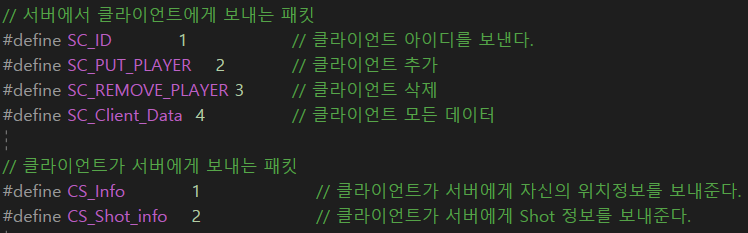 // 서버에서 클라이언트에게 보내는 패킷
#define SC_ID 1 // 클라이언트 아이디를 보낸다.
#define SC_PUT_PLAYER 2 // 클라이언트 추가
#define SC_REMOVE_PLAYER 3 // 클라이언트 삭제
#define SC_Client_Data 4 // 클라이언트 모든 데이터
// 클라이언트가 서버에게 보내는 패킷
#define CS_Info 1 // 클라이언트가 서버에게 자신의 위치정보를 보내준다.
#define CS_Shot_info 2 // 클라이언트가 서버에게 Shot 정보를 보내준다.